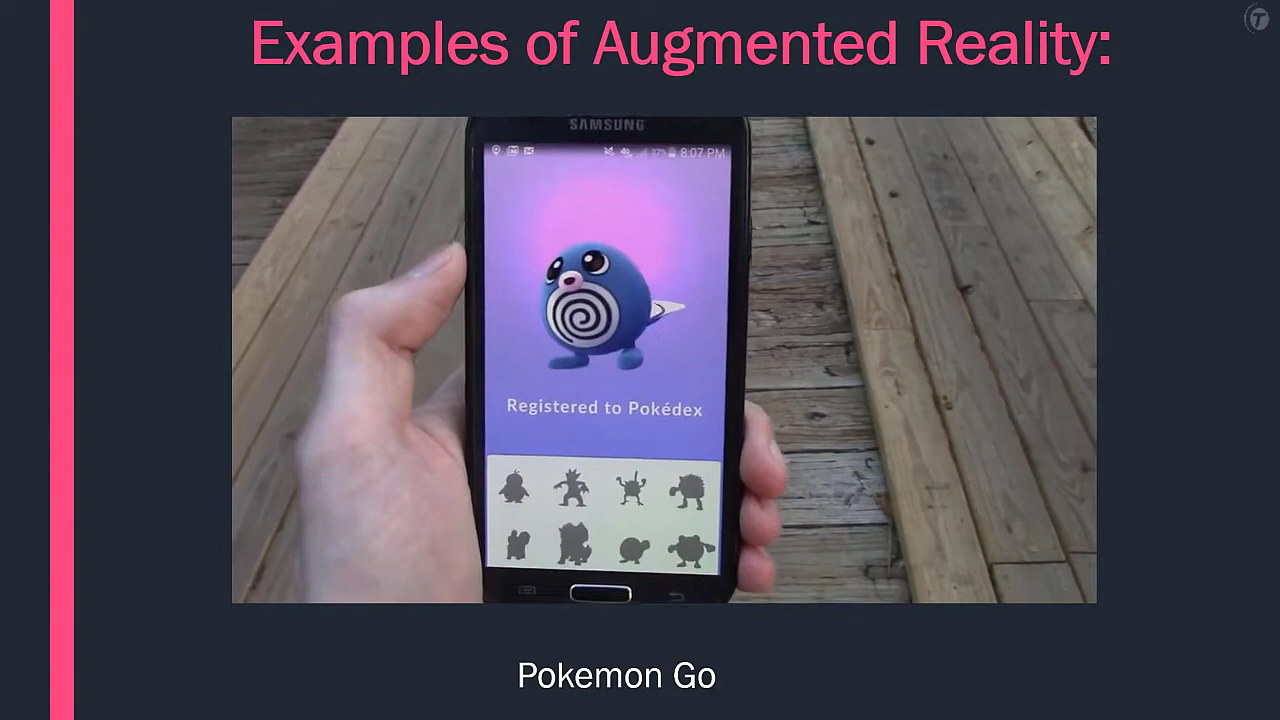 Examples of Augmented Reality:
SAMSUNG
8:07 PM
Registered to Pokédex
Pokemon Go